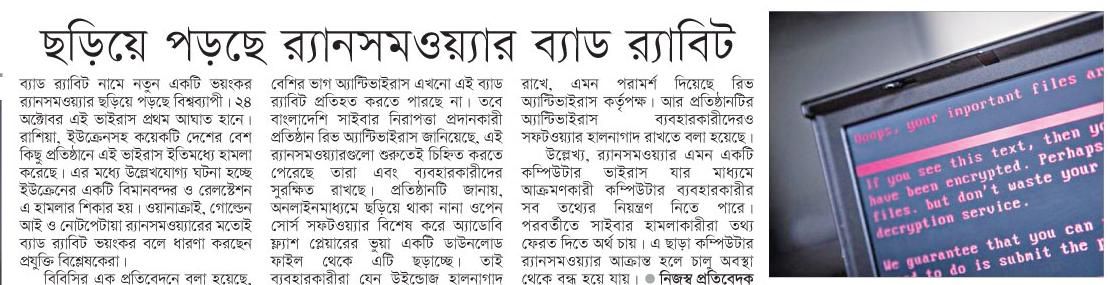 ছড়িয়ে পড়ছে র‍্যানসমওয়্যার ব্যাড র‍্যাবিট
ব্যাড র‍্যাবিট নামে নতুন একটি ভয়ংকর
র‍্যানসমওয়্যার ছড়িয়ে পড়ছে বিশ্বব্যাপী। ২৪
অক্টোবর এই ভাইরাস প্রথম আঘাত হানে।
রাশিয়া, ইউক্রেনসহ কয়েকটি দেশের বেশ
কিছু প্রতিষ্ঠানে এই ভাইরাস ইতিমধ্যে হামলা
করেছে। এর মধ্যে উল্লেখযোগ্য ঘটনা হচ্ছে
ইউক্রেনের একটি বিমানবন্দর ও রেলস্টেশন
এ হামলার শিকার হয়। ওয়ানাক্রাই, গোল্ডেন
আই ও নোটপেটায়া র‍্যানসমওয়্যারের মতোই
ব্যাড র‍্যাবিট ভয়ংকর বলে ধারণা করছেন
প্রযুক্তি বিশ্লেষকেরা।
বিবিসির এক প্রতিবেদনে বলা হয়েছে,
বেশির ভাগ অ্যান্টিভাইরাস এখনো এই ব্যাড
র‍্যাবিট প্রতিহত করতে পারছে না। তবে
বাংলাদেশি সাইবার নিরাপত্তা প্রদানকারী
প্রতিষ্ঠান রিভ অ্যান্টিভাইরাস জানিয়েছে, এই
র‍্যানসমওয়্যারগুলো শুরুতেই চিহ্নিত করতে
পেরেছে তারা এবং ব্যবহারকারীদের
সুরক্ষিত রাখছে। প্রতিষ্ঠানটি জানায়,
অনলাইনমাধ্যমে ছড়িয়ে থাকা নানা ওপেন
সোর্স সফটওয়্যার বিশেষ করে অ্যাডোবি
ফ্ল্যাশ প্লেয়ারের ভুয়া একটি ডাউনলোড
ফাইল থেকে এটি ছড়াচ্ছে। তাই
ব্যবহারকারীরা যেন উইন্ডোজ হালনাগাদ
রাখে, এমন পরামর্শ দিয়েছে রিভ
অ্যান্টিভাইরাস কর্তৃপক্ষ। আর প্রতিষ্ঠানটির
অ্যান্টিভাইরাস ব্যবহারকারীদেরও
সফটওয়্যার হালনাগাদ রাখতে বলা হয়েছে।
উল্লেখ্য, র‍্যানসমওয়্যার এমন একটি
কম্পিউটার ভাইরাস যার মাধ্যমে
আক্রমণকারী কম্পিউটার ব্যবহারকারীর
সব তথ্যের নিয়ন্ত্রণ নিতে পারে।
পরবর্তীতে সাইবার হামলাকারীরা তথ্য
ফেরত দিতে অর্থ চায়। এ ছাড়া কম্পিউটার
র‍্যানসমওয়্যার আক্রান্ত হলে চালু অবস্থা
থেকে বন্ধ হয়ে যায়। ● নিজস্ব প্রতিবেদক
Ooops, your important files ar
If you see this text, then yo
have been encrypted. Perhaps
files. but don't waste your
decryption service.
We guarantee that you can
to do is submit the p